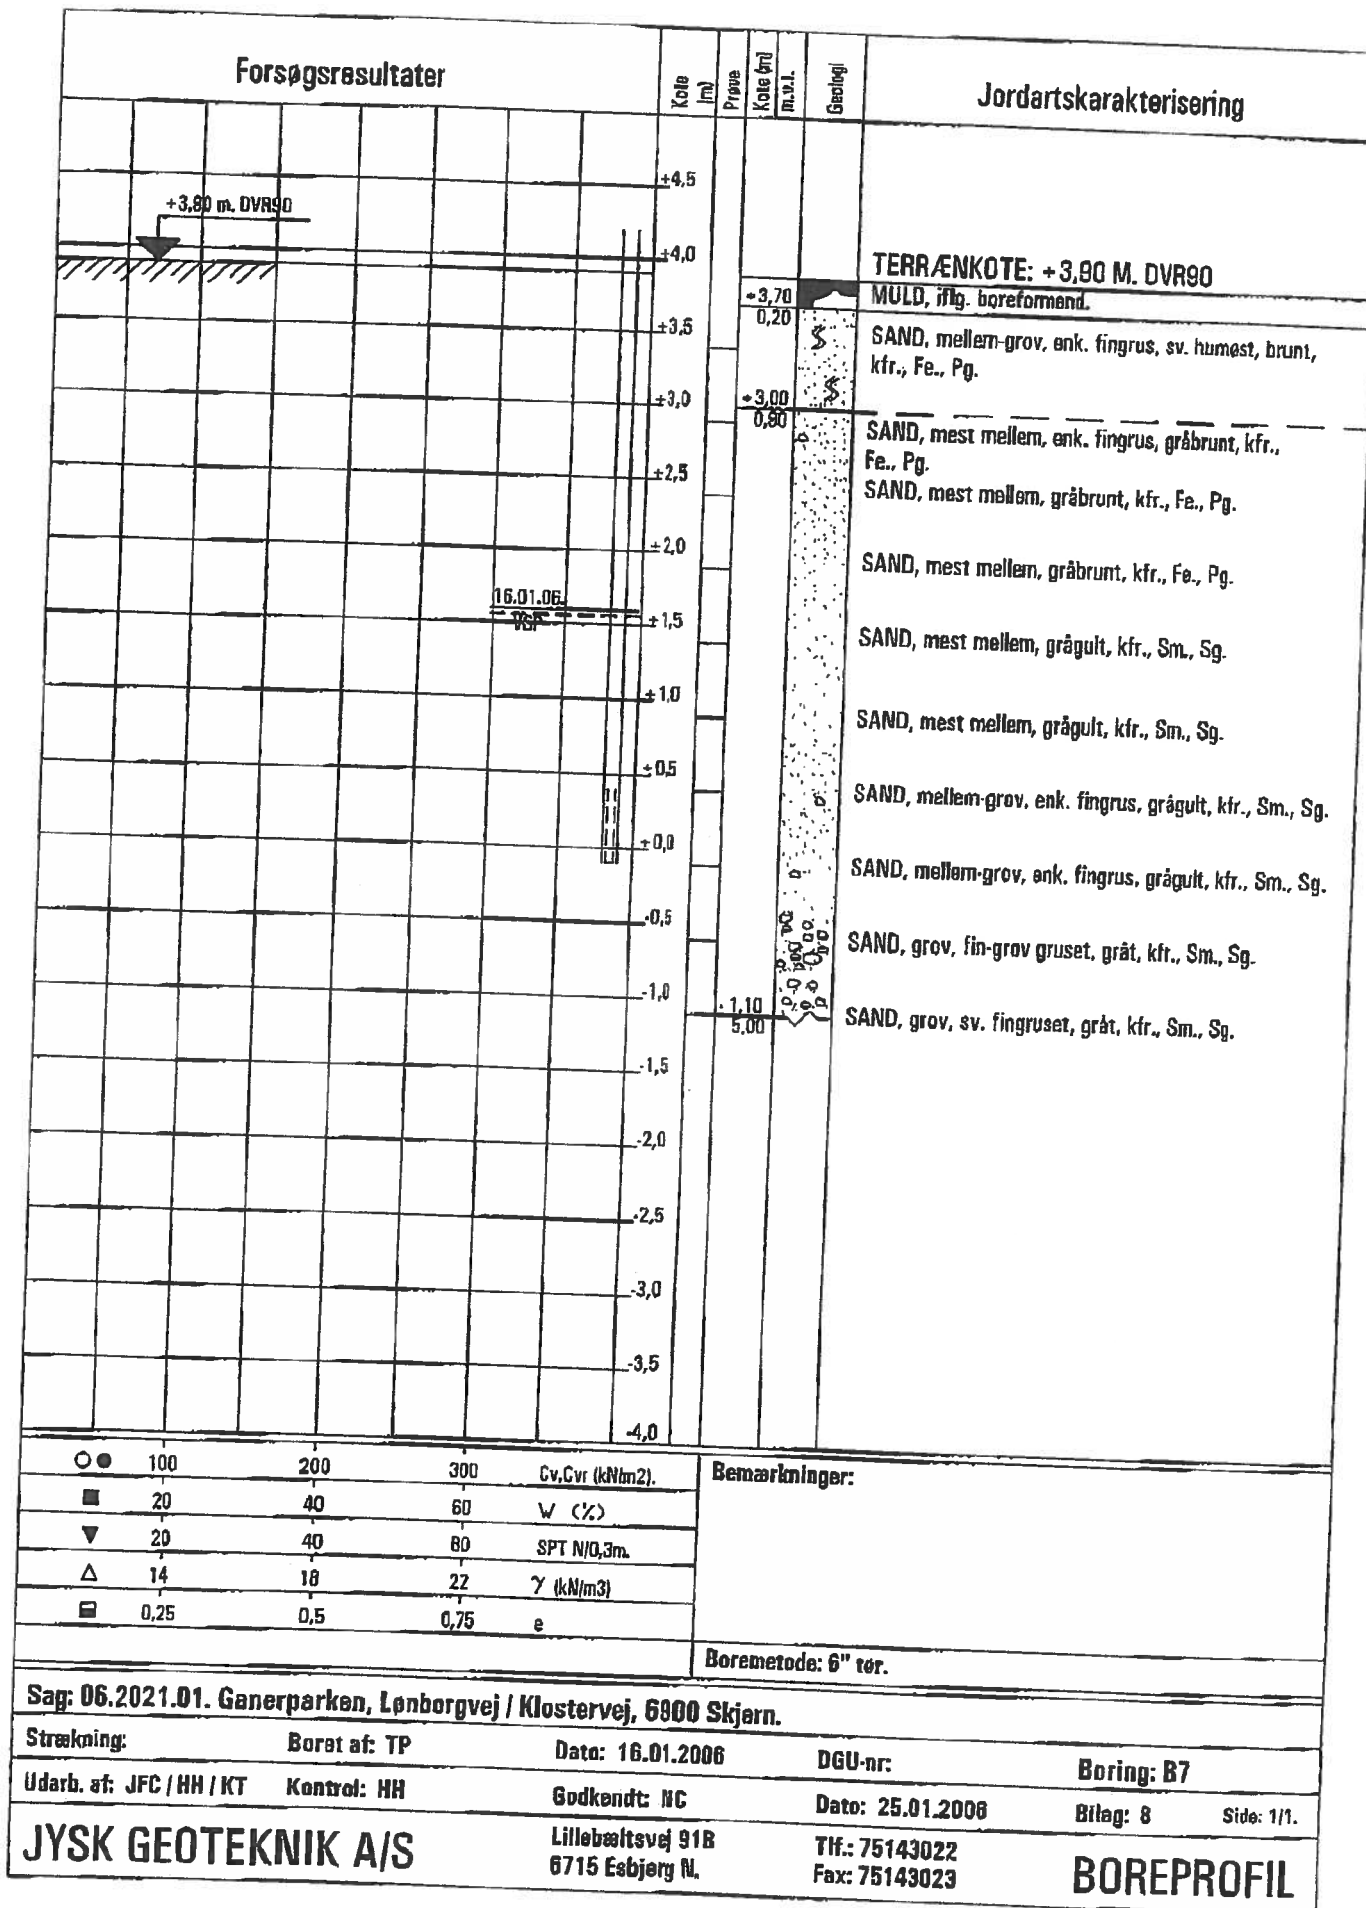 Forsøgsresultater
Kote (m)
Prøve
Kote (m)
m.u.t.
Geologi
Jordartskarakterisering
+4,5
+3,80 m. DVR90
+4,0
TERRÆNKOTE: +3,90 M. DVR90
+3,70
MULD, iflg. boreformand.
0,20
+3,5
SAND, mellem-grov, enk. fingrus, sv. humøst, brunt,
kfr., Fe., Pg.
+3,0
+3,00
0,90
SAND, mest mellem, enk. fingrus, gråbrunt, kfr.,
Fe., Pg.
+2,5
SAND, mest mellem, gråbrunt, kfr., Fe., Pg.
+2,0
SAND, mest mellem, gråbrunt, kfr., Fe., Pg.
16.01.06.
VSP
+1,5
SAND, mest mellem, grågult, kfr., Sm., Sg.
+1,0
SAND, mest mellem, grågult, kfr., Sm., Sg.
+0,5
SAND, mellem-grov, enk. fingrus, grågult, kfr., Sm., Sg.
+0,0
SAND, mellem-grov, enk. fingrus, grågult, kfr., Sm., Sg.
-0,5
SAND, grov, fin-grov gruset, gråt, kfr., Sm., Sg.
-1,0
-1,10
5,00
SAND, grov, sv. fingruset, gråt, kfr., Sm., Sg.
-1,5
-2,0
-2,5
-3,0
-3,5
-4,0
100 200 300 Cv,Cvr (kN/m2).
20 40 60 W (%)
20 40 60 SPT N/0,3m.
14 18 22 γ (kN/m3)
0,25 0,5 0,75 e
Bemærkninger:
Boremetode: 6" tør.
Sag: 06.2021.01. Ganerparken, Lønborgvej / Klostervej, 6900 Skjern.
Strækning: Boret af: TP Dato: 16.01.2006 DGU-nr: Boring: B7
Udarb. af: JFC / HH / KT Kontrol: HH Godkendt: NC Dato: 25.01.2006 Bilag: 8 Side: 1/1.
JYSK GEOTEKNIK A/S
Lillebæltsvej 91B
6715 Esbjerg N.
Tlf.: 75143022
Fax: 75143023
BOREPROFIL